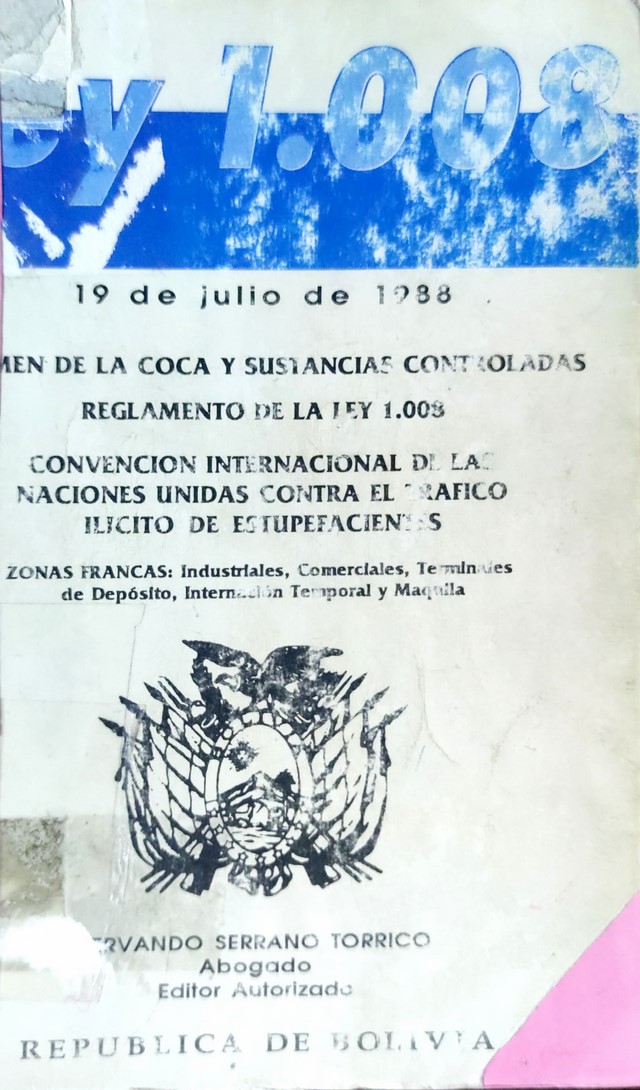 ey 1.008
19 de julio de 1988
MEN DE LA COCA Y SUSTANCIAS CONTROLADAS
REGLAMENTO DE LA LEY 1.008
CONVENCION INTERNACIONAL DE LAS
NACIONES UNIDAS CONTRA EL TRAFICO
ILICITO DE ESTUPEFACIENTES
ZONAS FRANCAS: Industriales, Comerciales, Terminales
de Depósito, Internación Temporal y Maquila
ERVANDO SERRANO TORRICO
Abogado
Editor Autorizado
REPUBLICA DE BOLIVIA